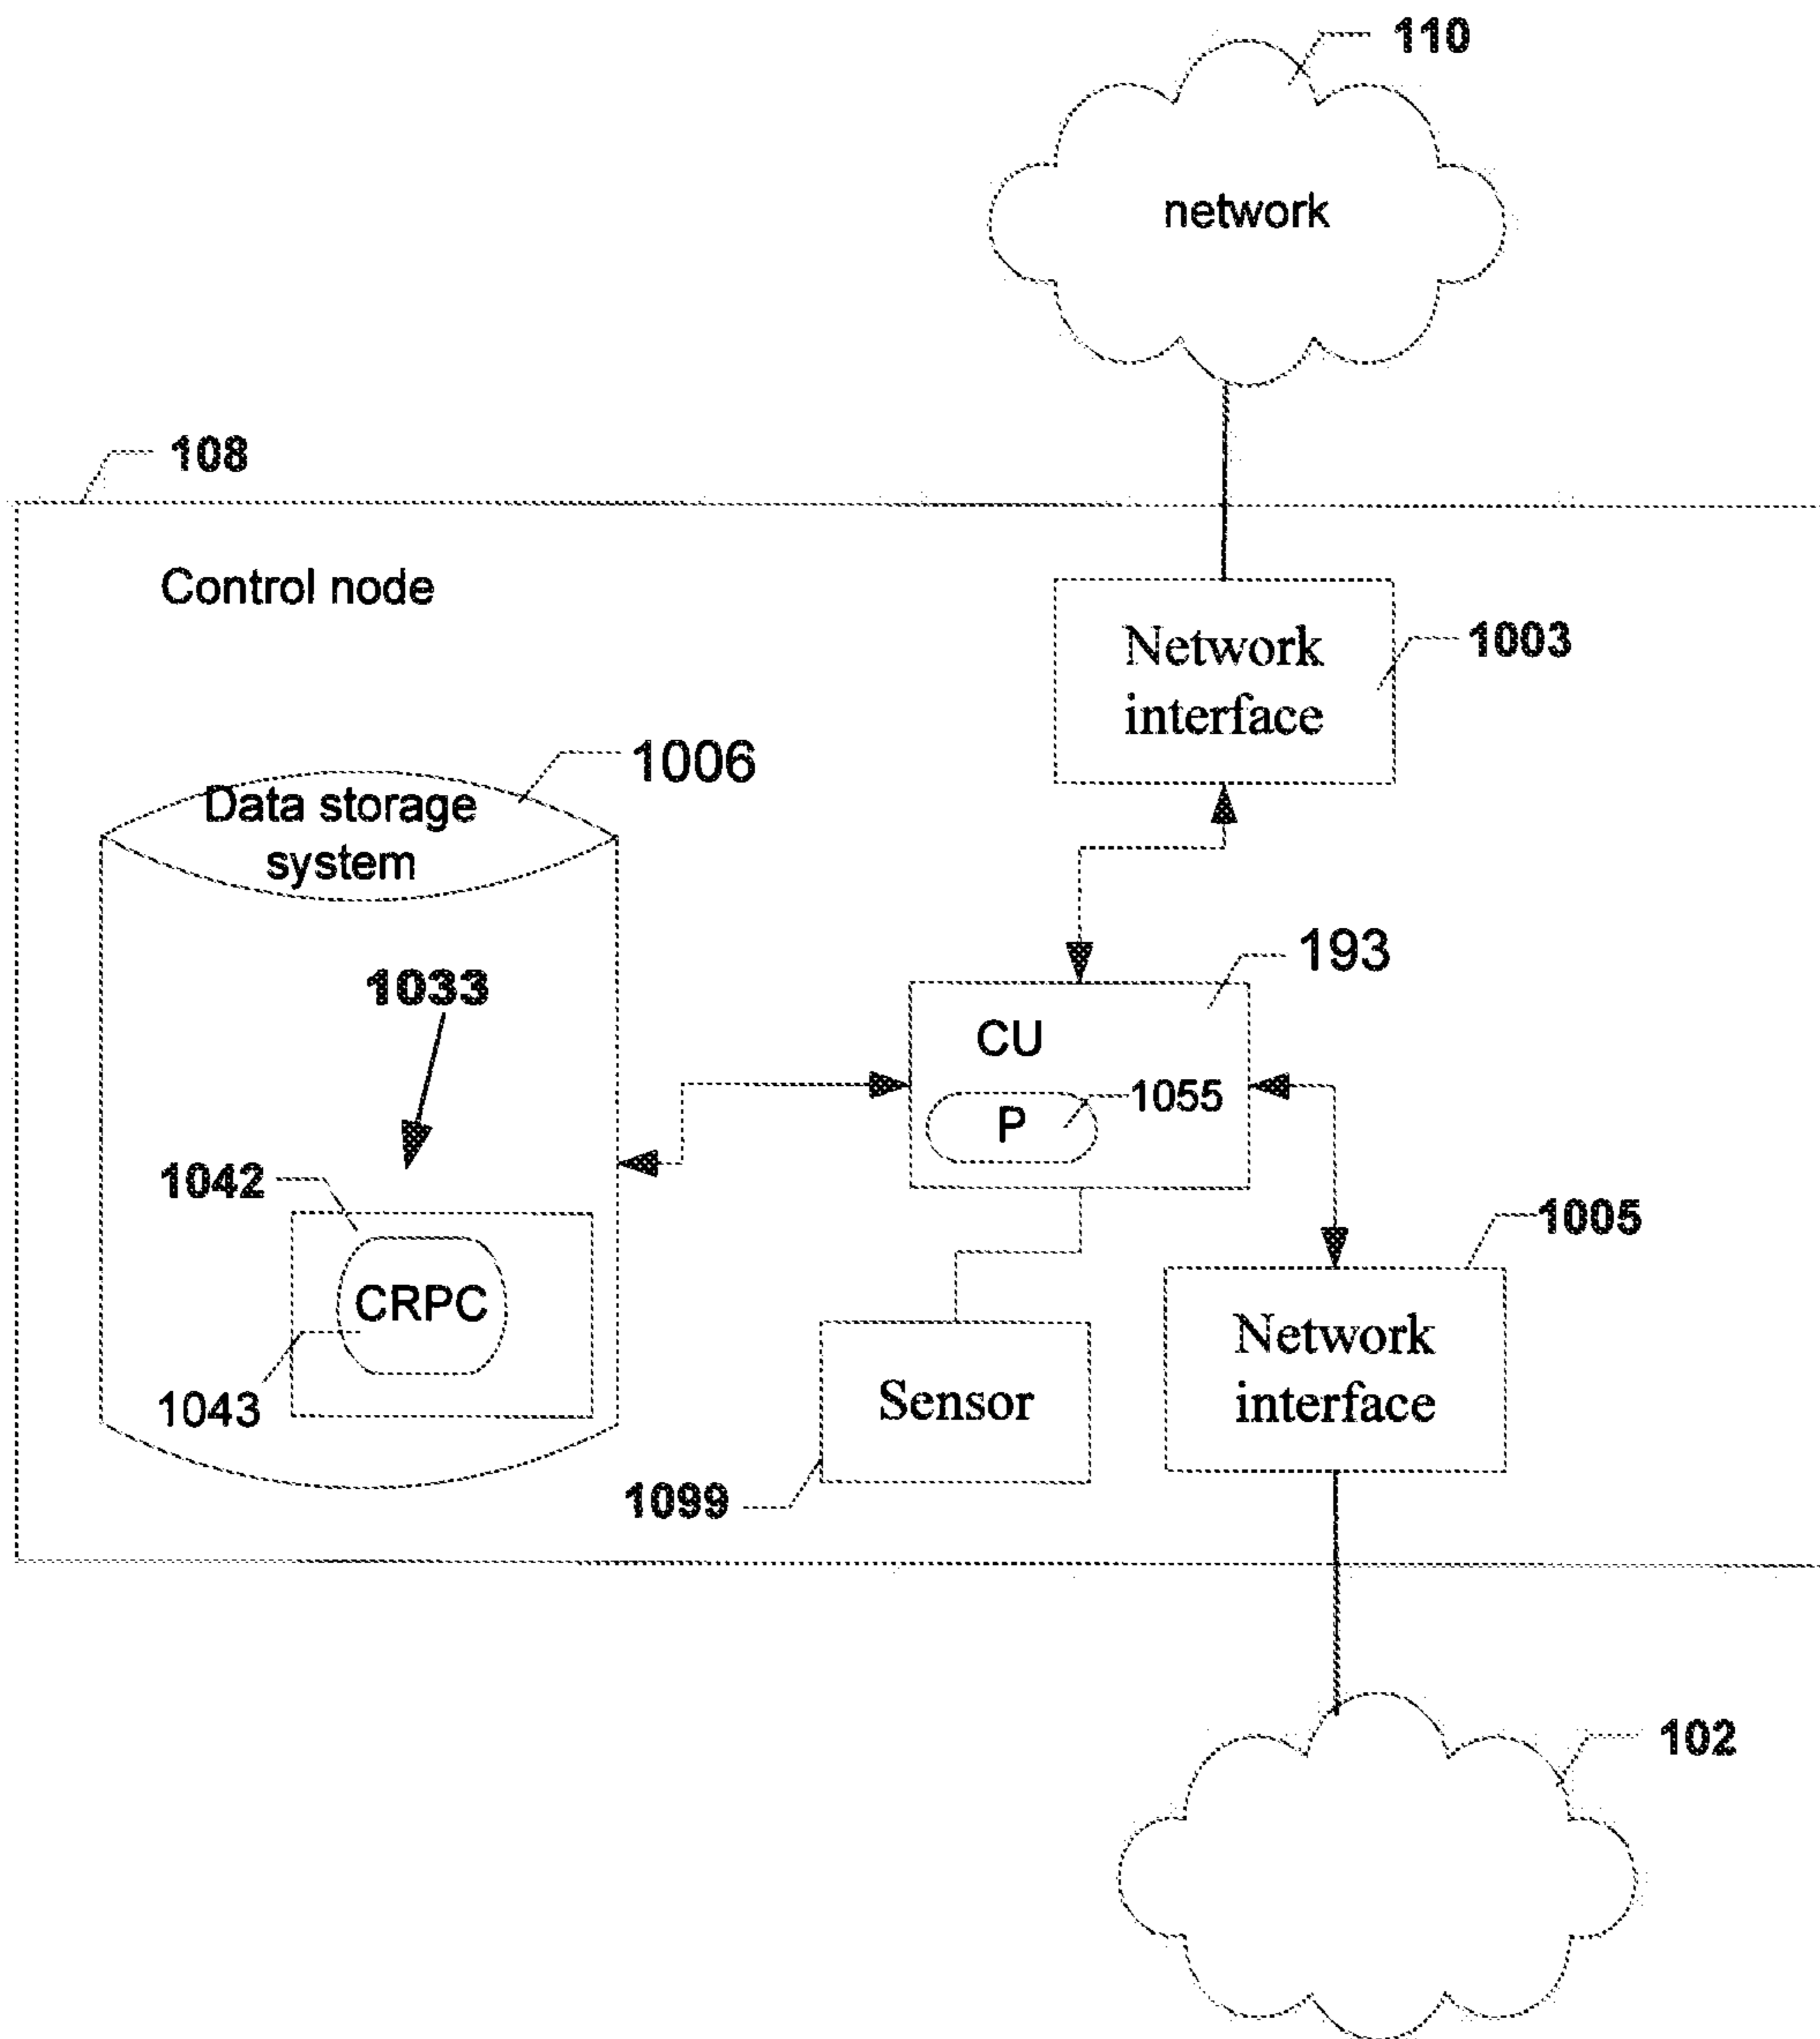 110
network
108
Control node
Network
interface
1003
1006
Data storage
system
193
1033
CU
P
1055
1042
1005
CRPC
Network
interface
1043
Sensor
1099
102